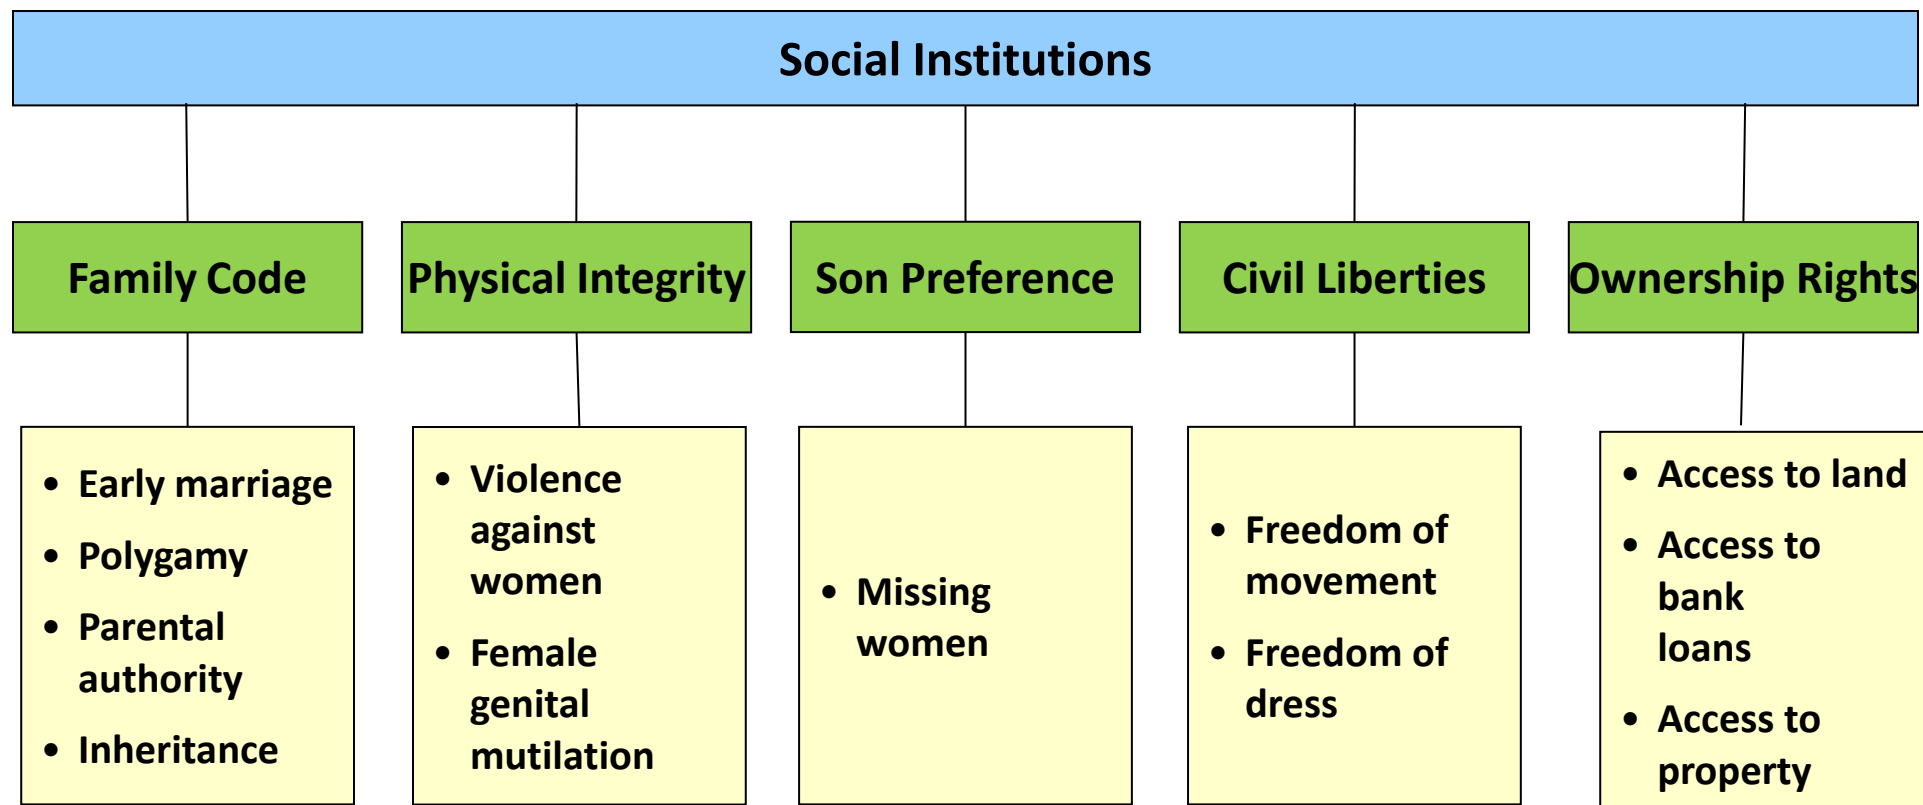 Social Institutions
Family Code
Physical Integrity
Son Preference
Civil Liberties
Ownership Rights
• Early marriage
• Polygamy
• Parental
authority
• Inheritance
• Violence
against
women
• Female
genital
mutilation
• Missing
women
• Freedom of
movement
• Freedom of
dress
• Access to land
• Access to
bank
loans
• Access to
property